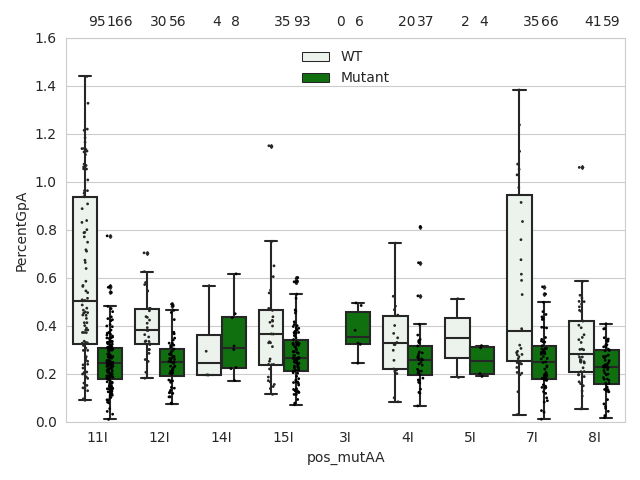 95 166 30 56 4 8 35 93 0 6 20 37 2 4 35 66 41 59
WT
Mutant
1.6
1.4
1.2
1.0
0.8
0.6
0.4
0.2
0.0
PercentGpA
11I 12I 14I 15I 3I 4I 5I 7I 8I
pos_mutAA